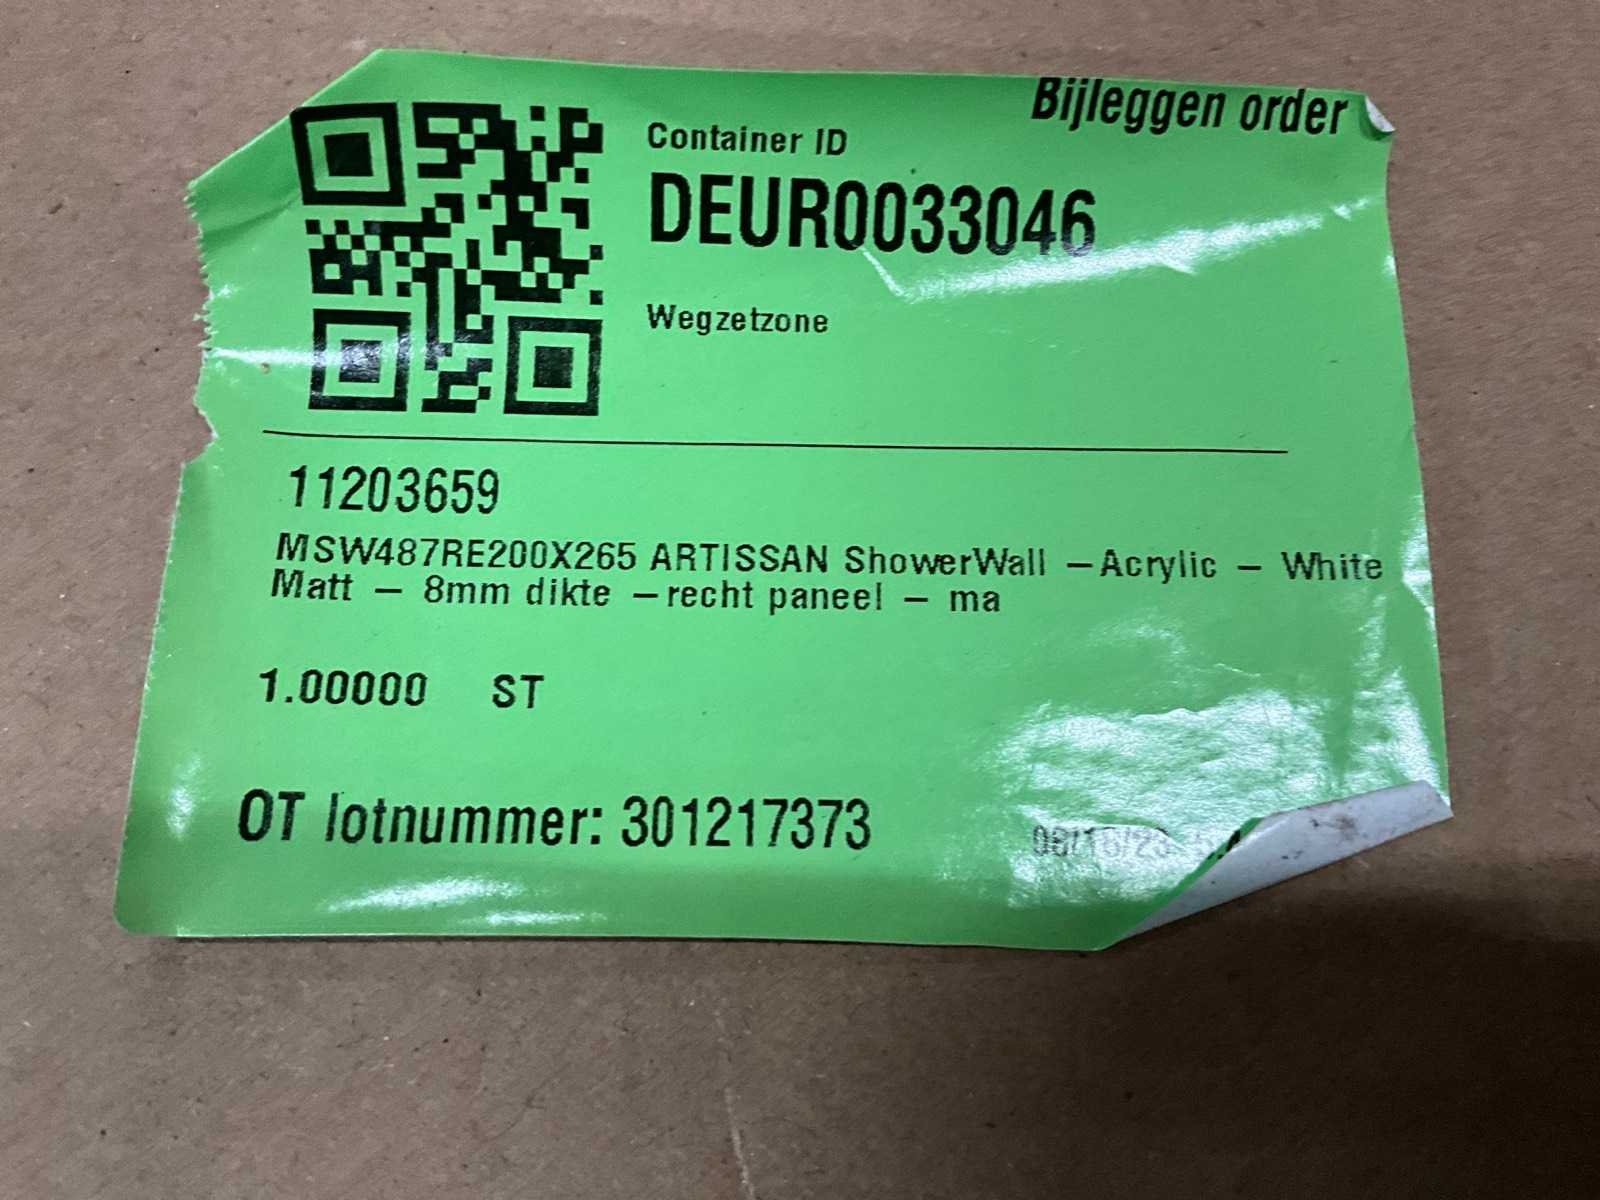 Bijleggen order
Container ID
DEUR0033046
Wegzetzone
11203659
MSW487RE200X265 ARTISSAN ShowerWall – Acrylic – White
Matt – 8mm dikte – recht paneel – ma
1.00000 ST
OT lotnummer: 301217373